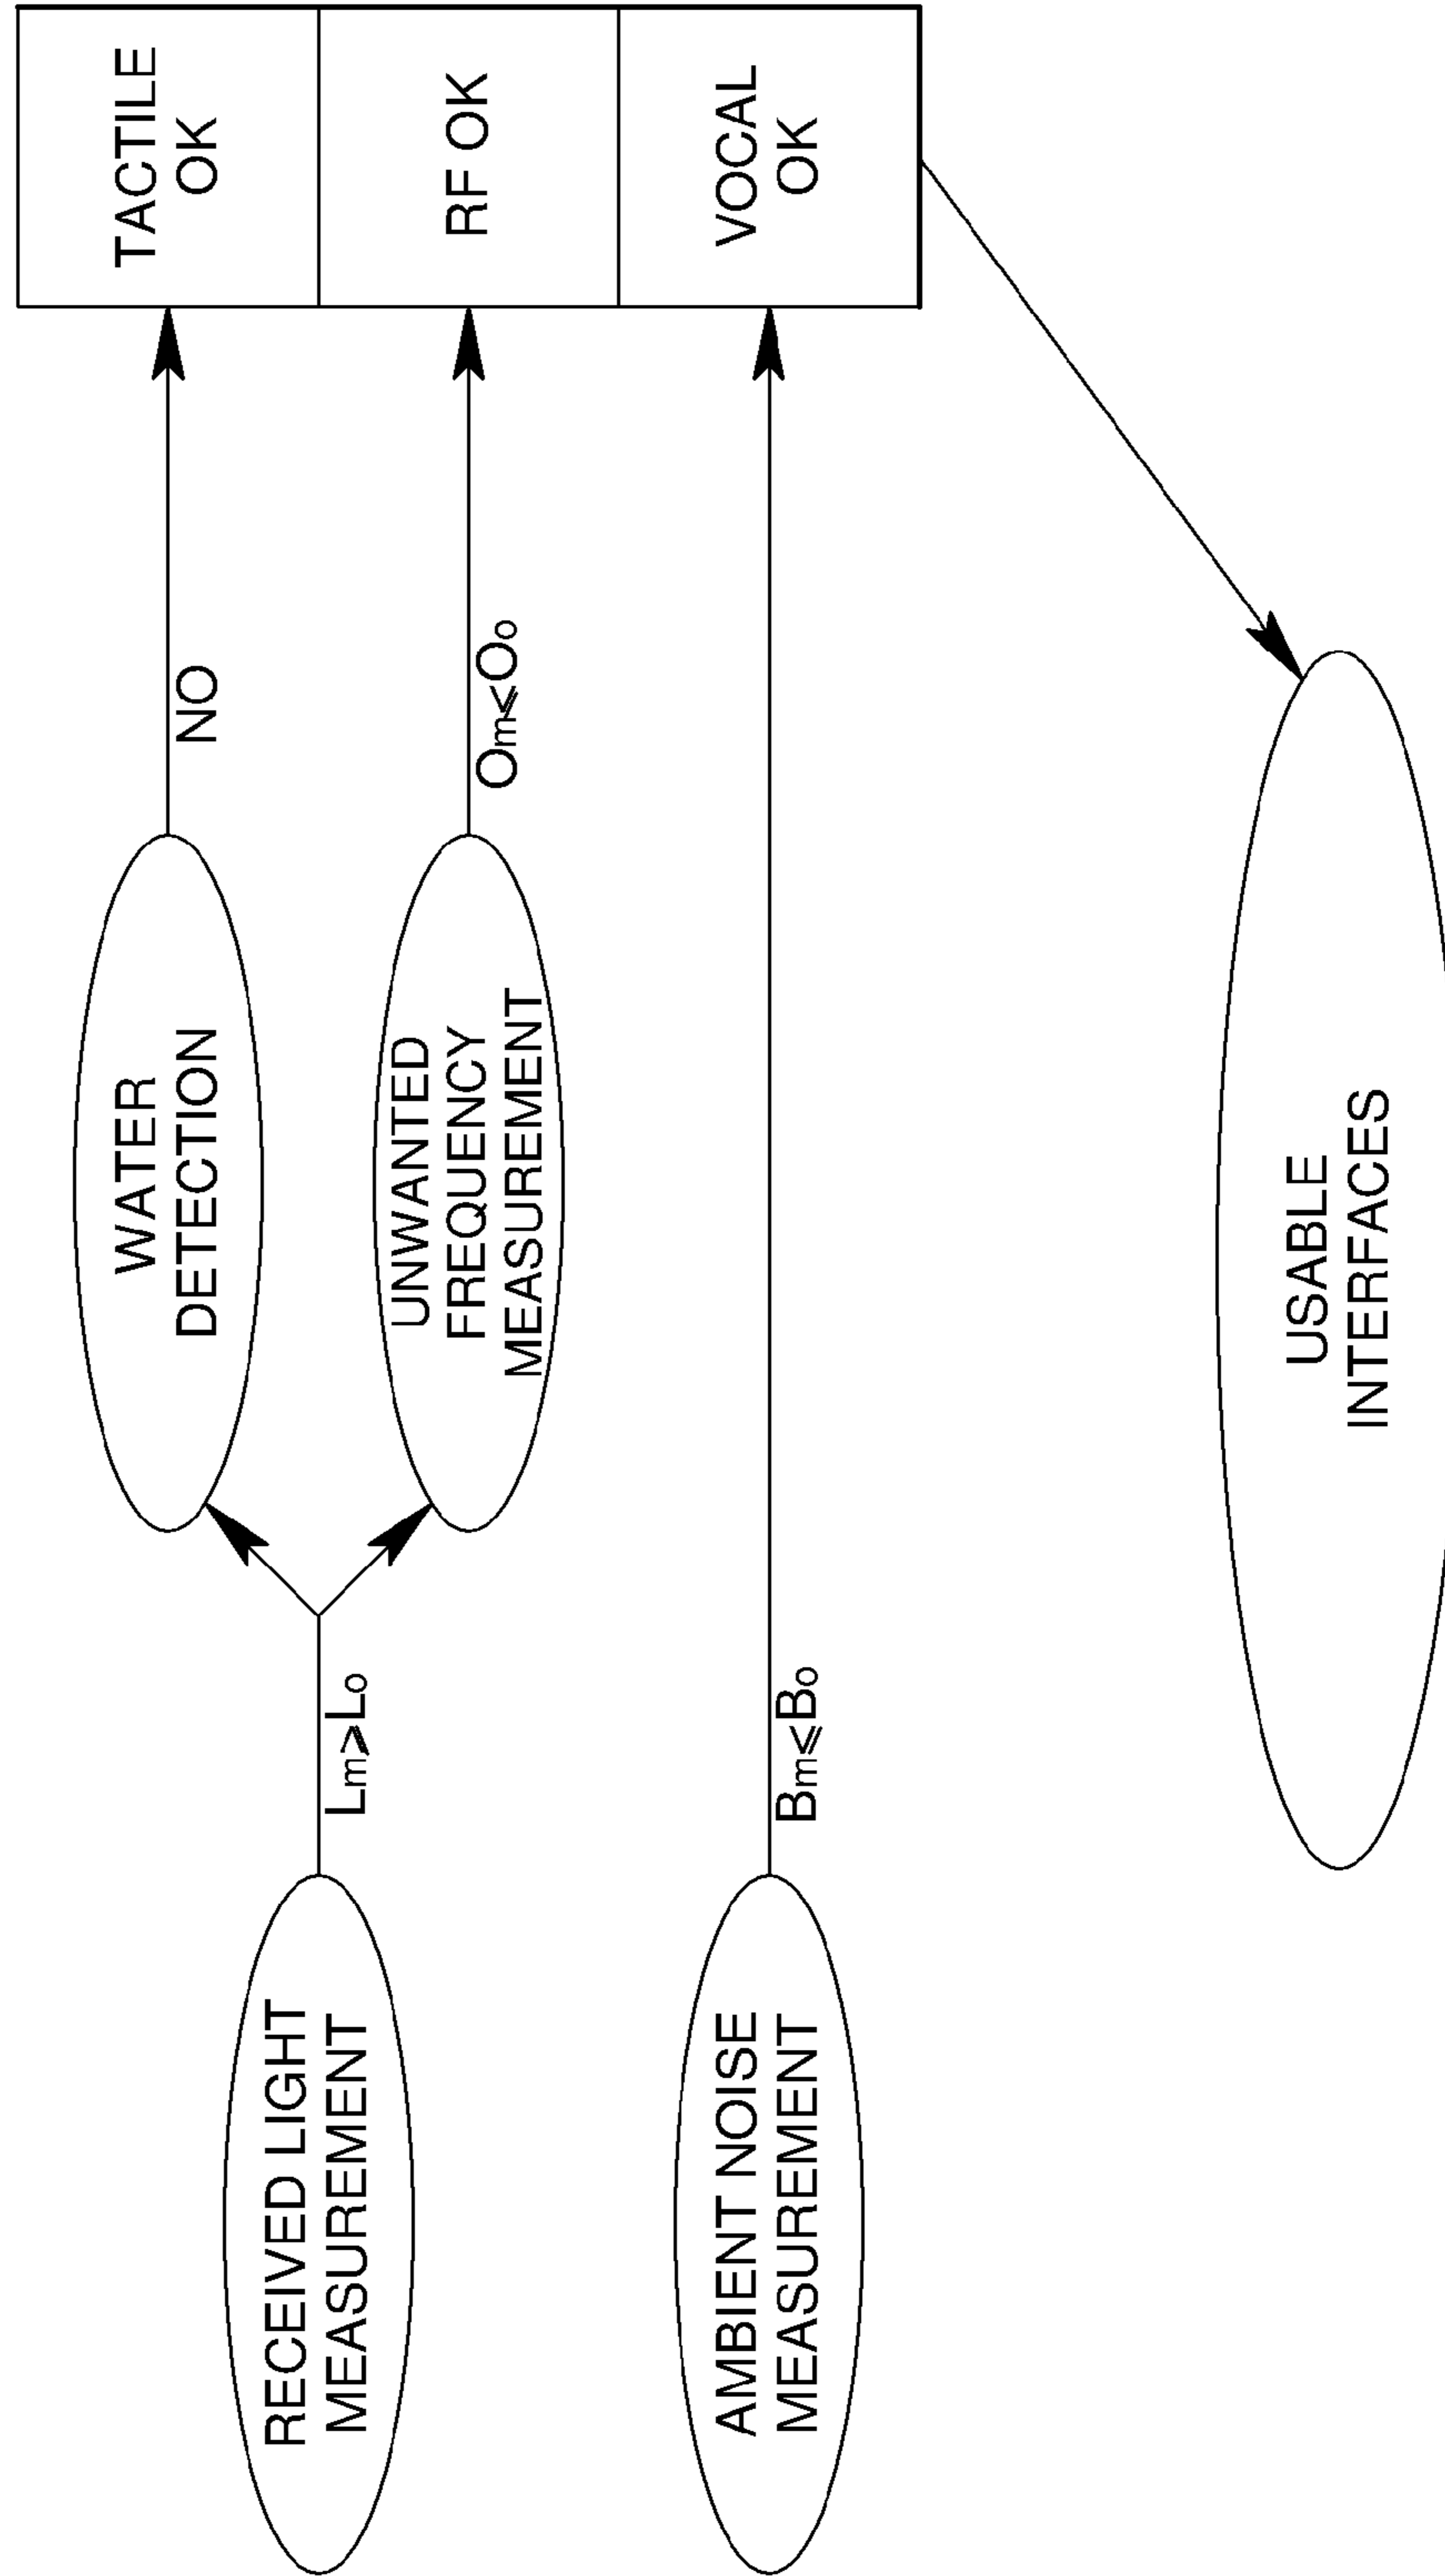 RECEIVED LIGHT
MEASUREMENT
Lm⩾Lo
WATER
DETECTION
NO
TACTILE
OK
UNWANTED
FREQUENCY
MEASUREMENT
Om⩽Oo
RF OK
AMBIENT NOISE
MEASUREMENT
Bm⩽Bo
VOCAL
OK
USABLE
INTERFACES